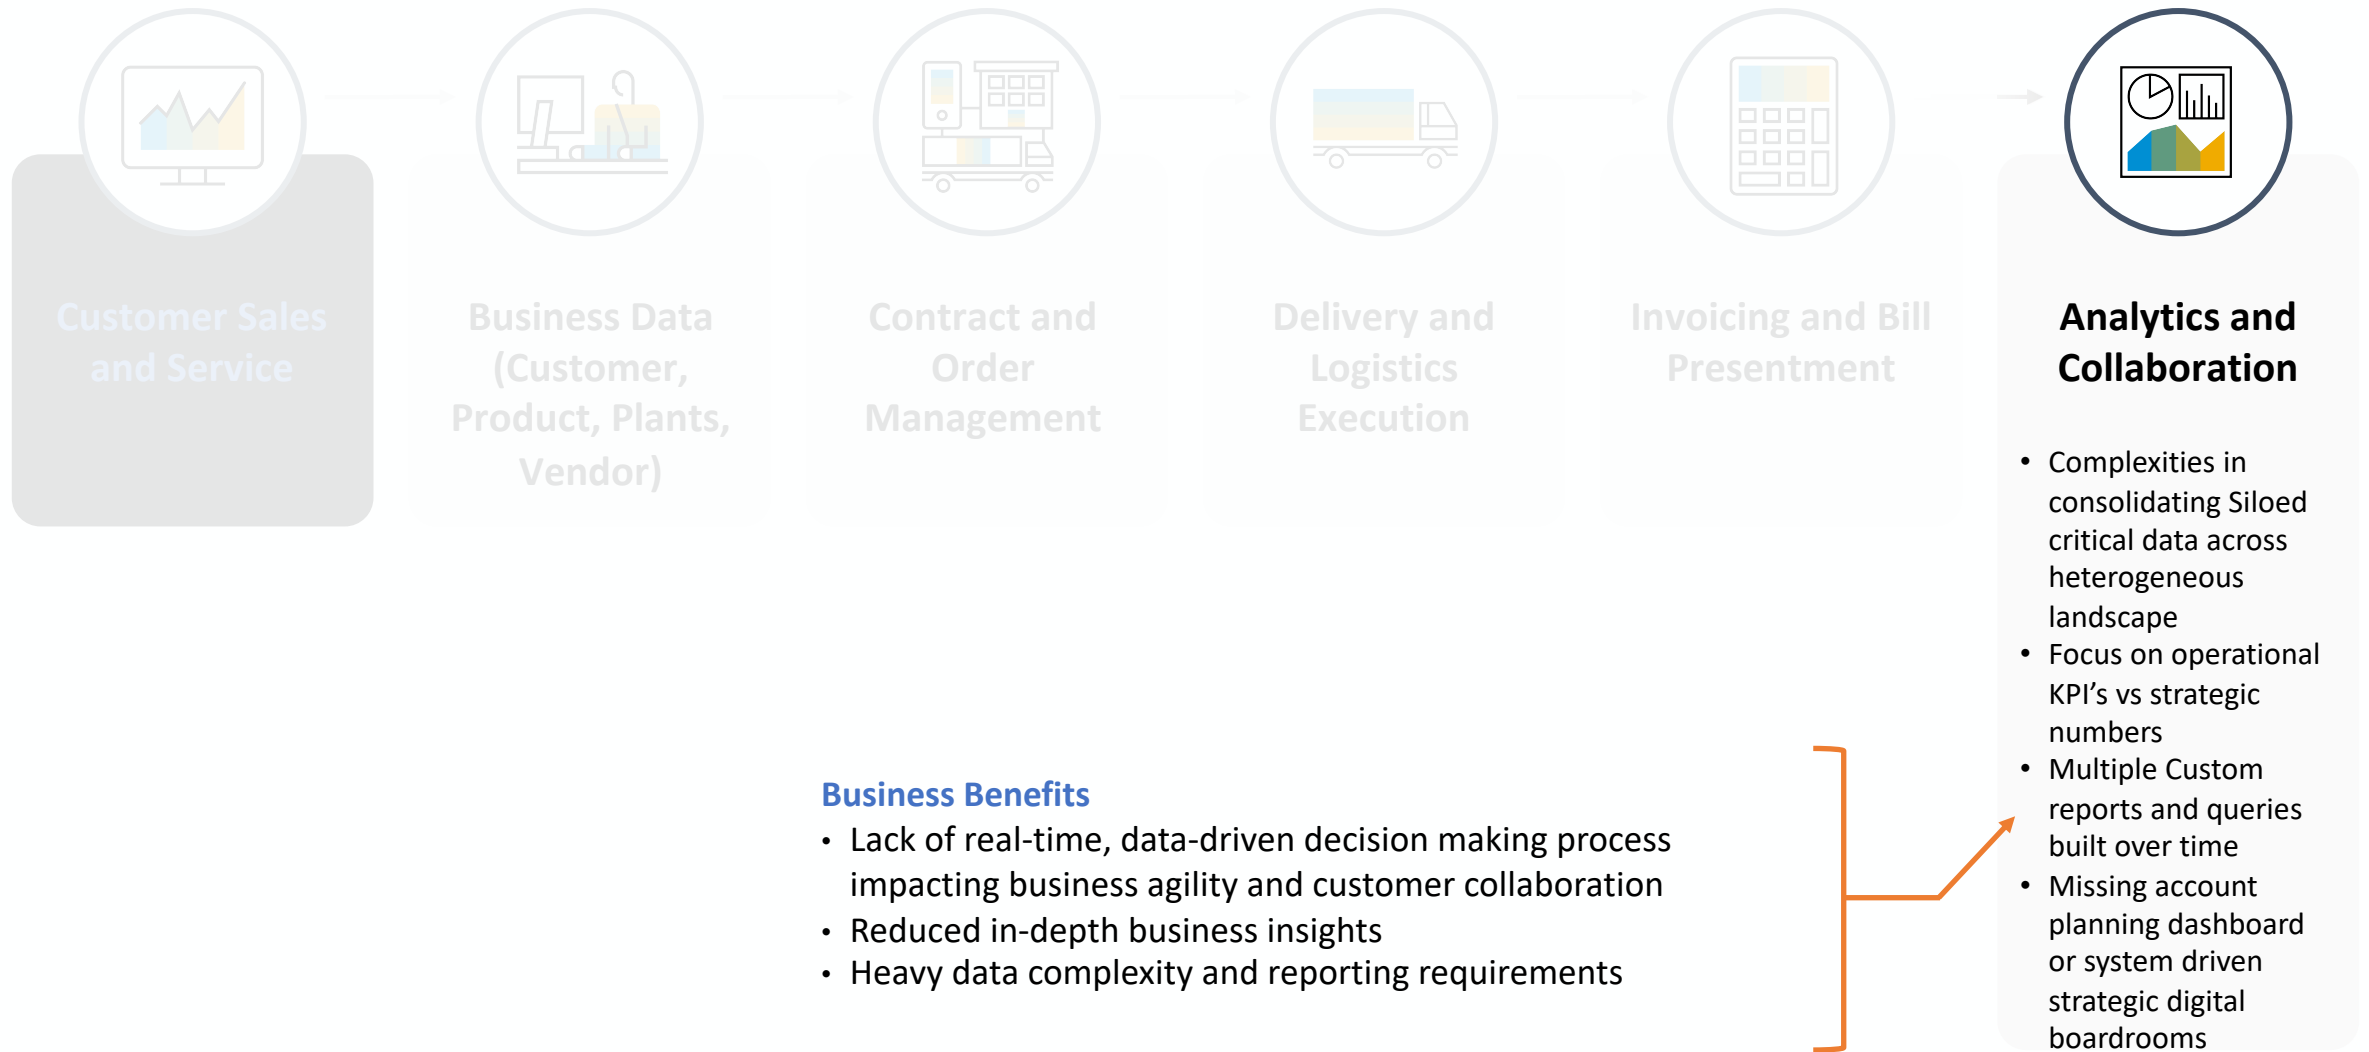 Customer Sales
and Service
Business Data
(Customer,
Product, Plants,
Vendor)
Contract and
Order
Management
Delivery and
Logistics
Execution
Invoicing and Bill
Presentment
Analytics and
Collaboration
• Complexities in
consolidating Siloed
critical data across
heterogeneous
landscape
• Focus on operational
KPI’s vs strategic
numbers
• Multiple Custom
reports and queries
built over time
• Missing account
planning dashboard
or system driven
strategic digital
boardrooms
Business Benefits
• Lack of real-time, data-driven decision making process
impacting business agility and customer collaboration
• Reduced in-depth business insights
• Heavy data complexity and reporting requirements